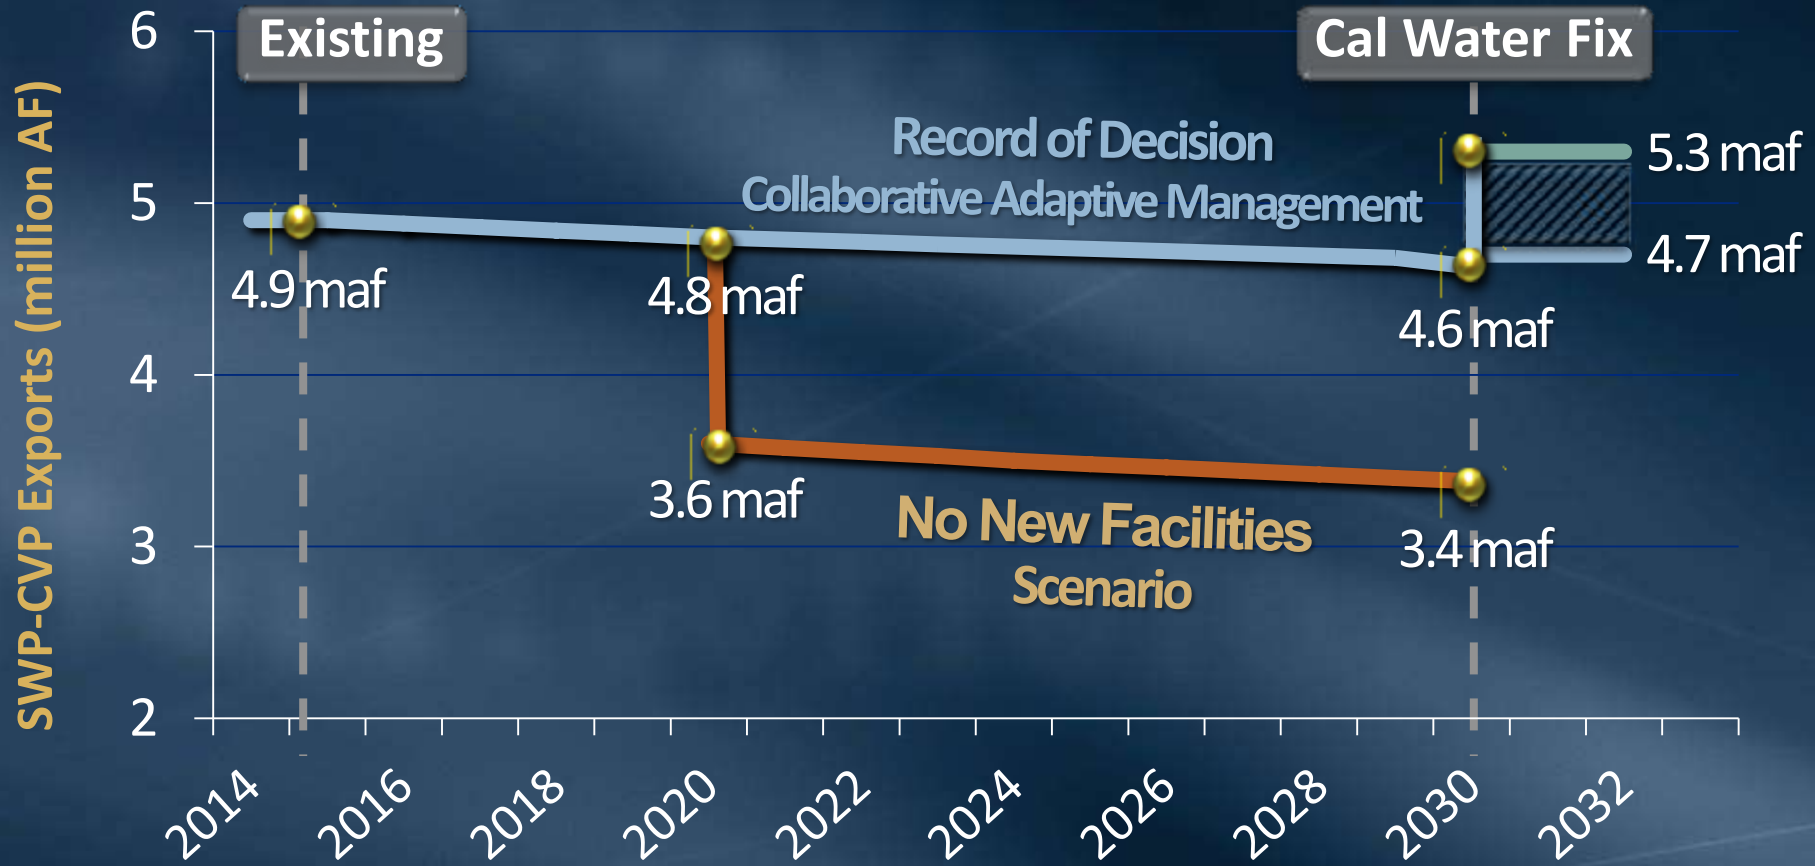 Existing
Cal Water Fix
SWP-CVP Exports (million AF)
6
5
4
3
2
Record of Decision
Collaborative Adaptive Management
5.3 maf
4.7 maf
4.9 maf
4.8 maf
4.6 maf
3.6 maf
No New Facilities
Scenario
3.4 maf
2014
2016
2018
2020
2022
2024
2026
2028
2030
2032